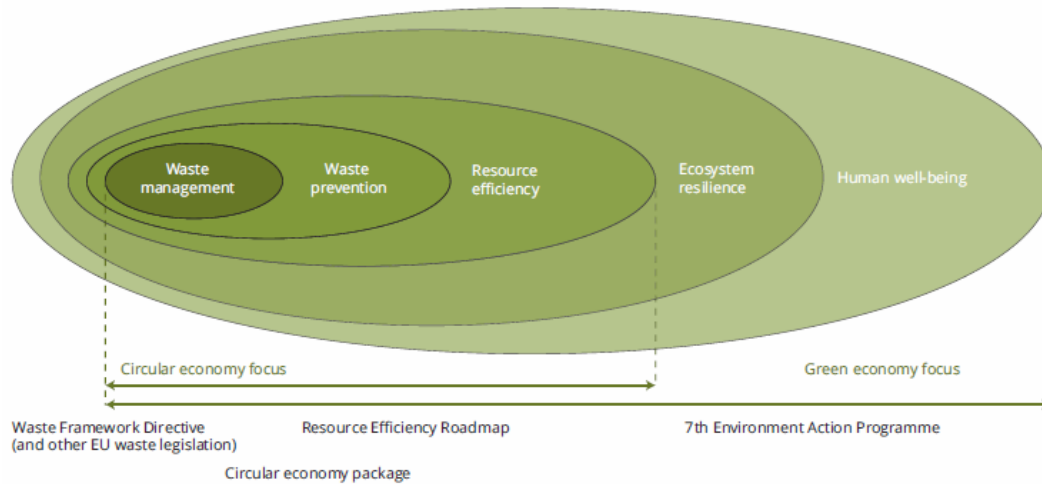 Waste
management
Waste
prevention
Resource
efficiency
Ecosystem
resilience
Human well-being
Circular economy focus
Green economy focus
Waste Framework Directive
(and other EU waste legislation)
Resource Efficiency Roadmap
7th Environment Action Programme
Circular economy package